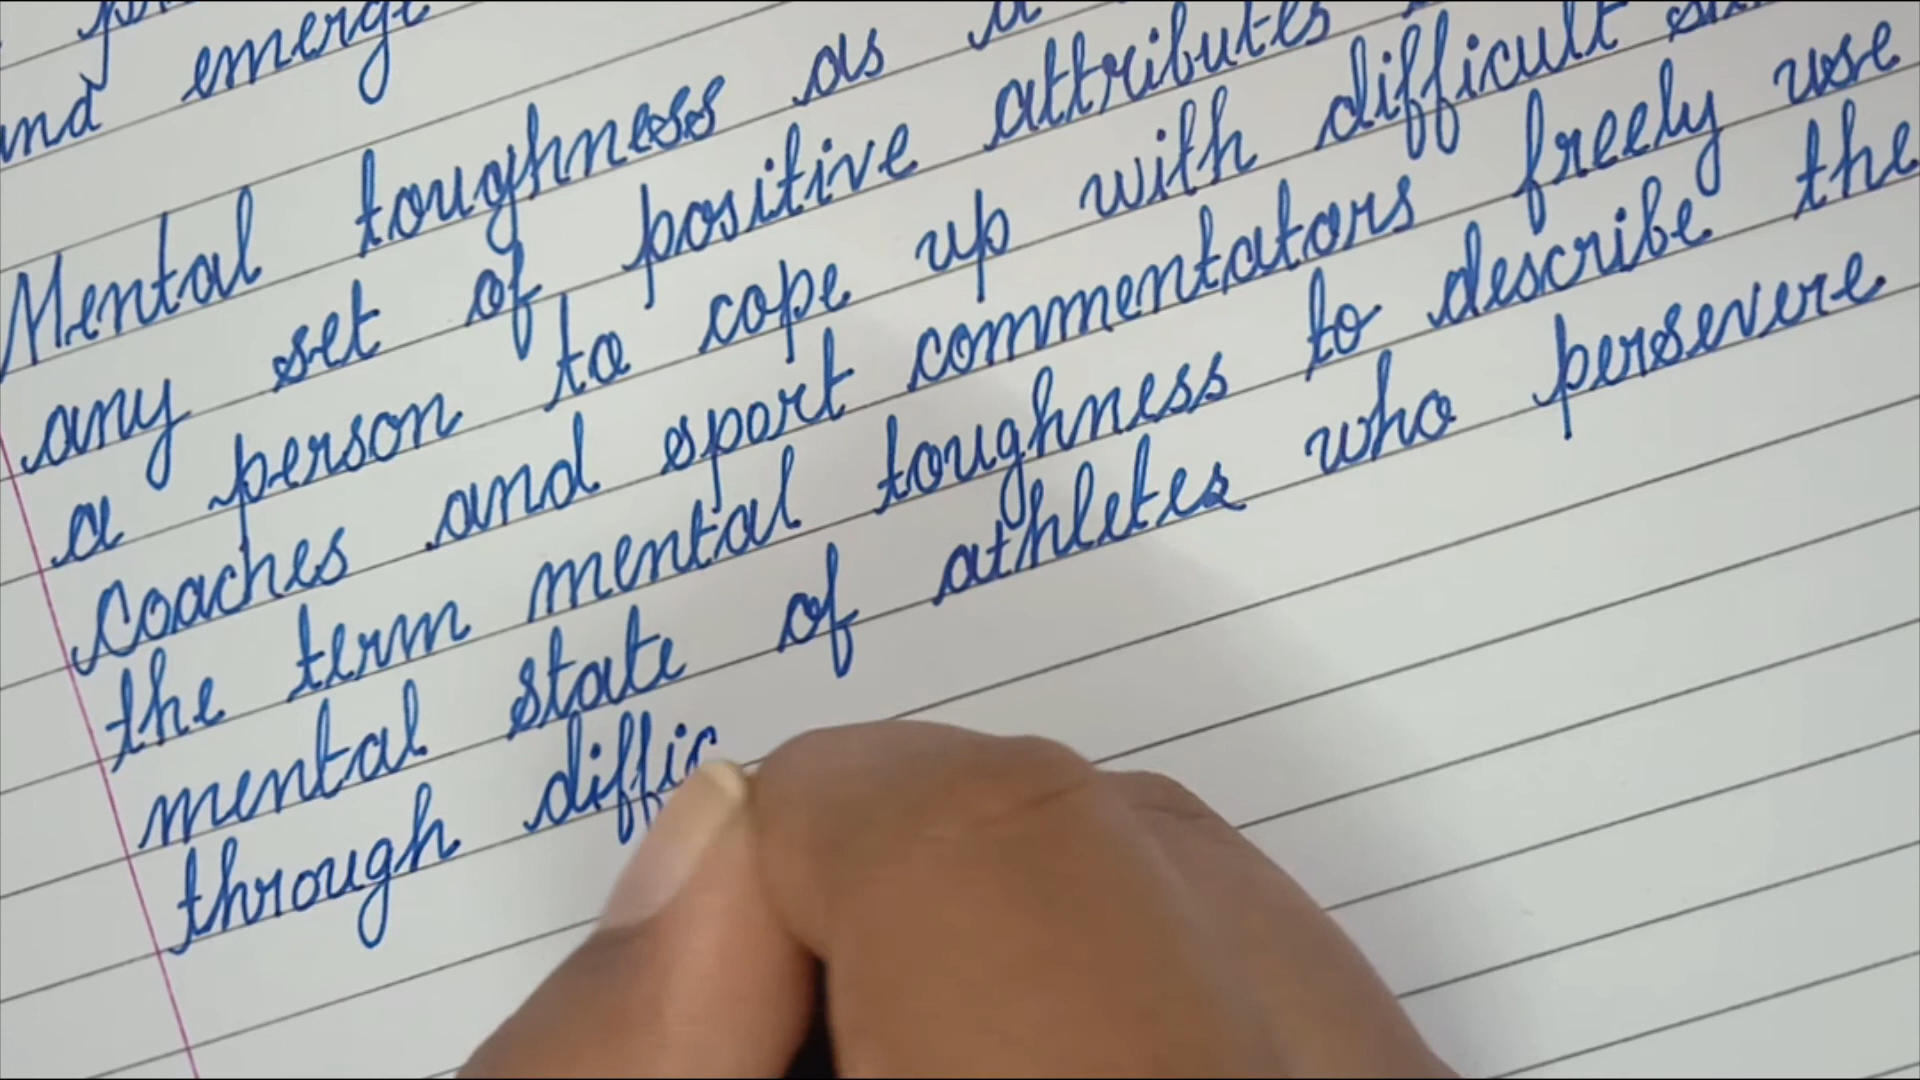 and emerge
Mental toughness as a
any set of positive attributes
a person to cope up with difficult
Coaches and sport commentators freely use
the term mental toughness to describe the
mental state of athletes who persevere
through diffic